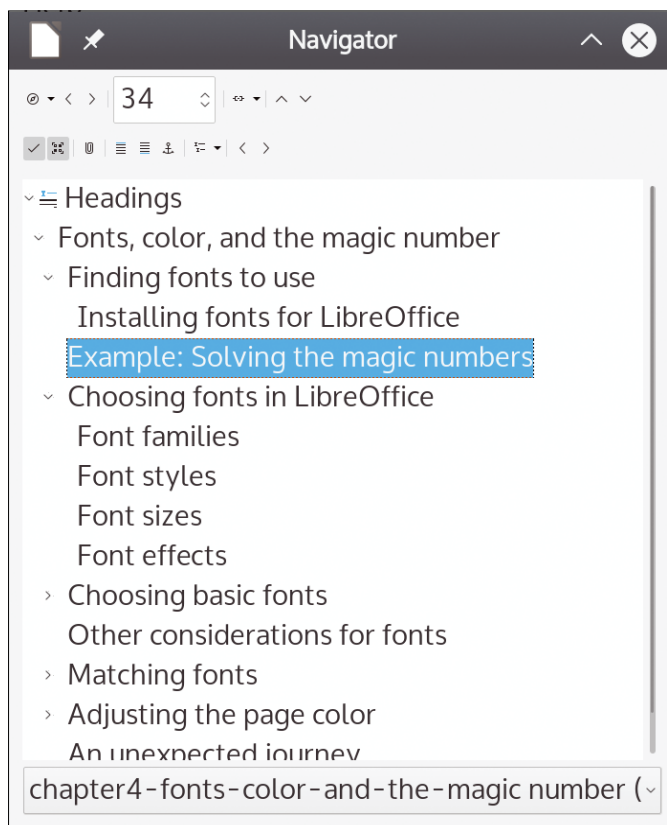 Navigator
34
Headings
Fonts, color, and the magic number
Finding fonts to use
Installing fonts for LibreOffice
Example: Solving the magic numbers
Choosing fonts in LibreOffice
Font families
Font styles
Font sizes
Font effects
Choosing basic fonts
Other considerations for fonts
Matching fonts
Adjusting the page color
An unexpected journey
chapter4-fonts-color-and-the-magic number (